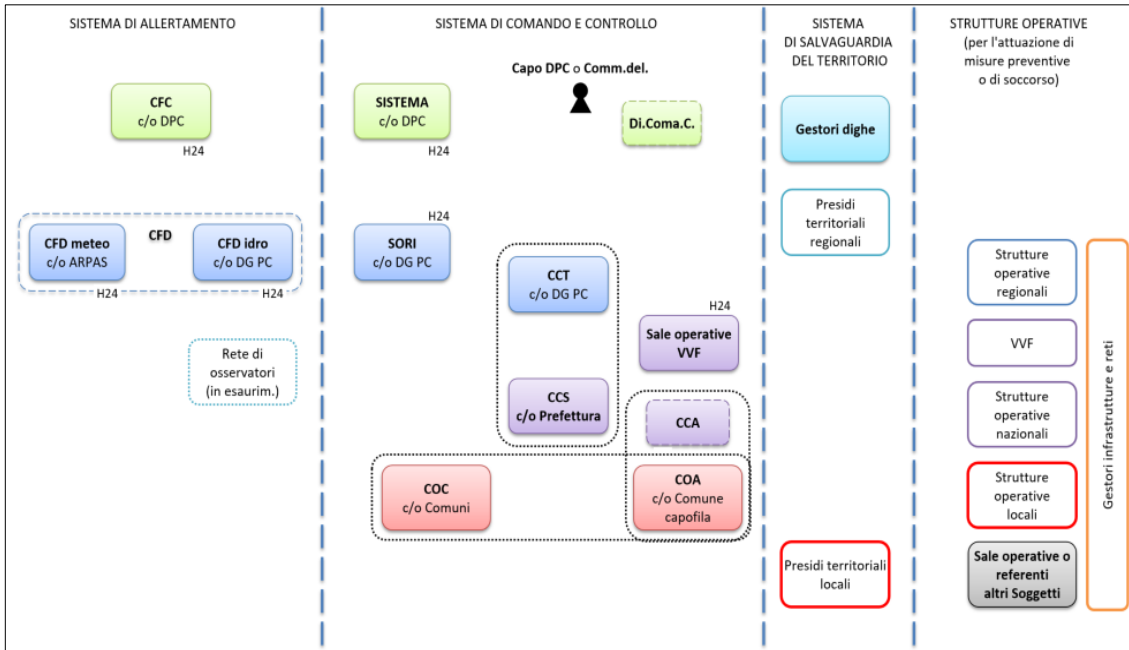 SISTEMA DI ALLERTAMENTO
CFC
c/o DPC
H24
CFD
CFD meteo
c/o ARPAS
H24
CFD idro
c/o DG PC
H24
Rete di
osservatori
(in esaurim.)
SISTEMA DI COMANDO E CONTROLLO
Capo DPC o Comm.del.
SISTEMA
c/o DPC
H24
Di.Coma.C.
H24
SORI
c/o DG PC
CCT
c/o DG PC
H24
Sale operative
VVF
CCS
c/o Prefettura
CCA
COC
c/o Comuni
COA
c/o Comune
capofila
SISTEMA
DI SALVAGUARDIA
DEL TERRITORIO
Gestori dighe
Presidi
territoriali
regionali
Presidi territoriali
locali
STRUTTURE OPERATIVE
(per l'attuazione di
misure preventive
o di soccorso)
Strutture
operative
regionali
VVF
Strutture
operative
nazionali
Strutture
operative
locali
Sale operative o
referenti
altri Soggetti
Gestori infrastrutture e reti